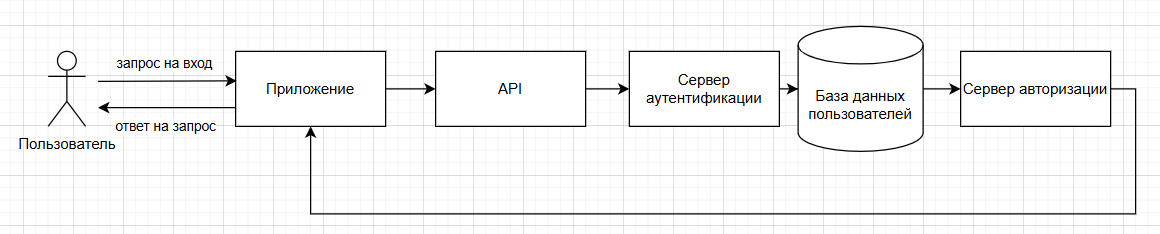 запрос на вход
ответ на запрос
Пользователь
Приложение
API
Сервер
аутентификации
База данных
пользователей
Сервер авторизации